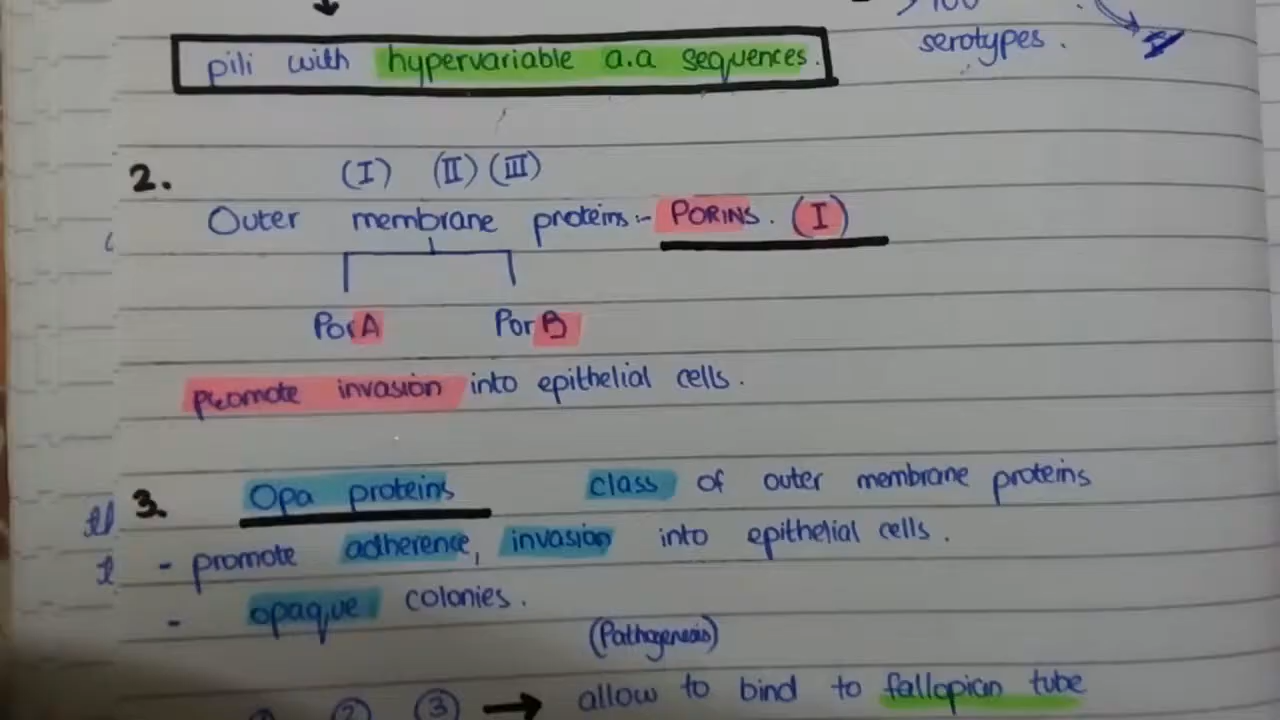 >100
serotypes.
pili with hypervariable a.a sequences.
2. (I) (II) (III)
Outer membrane proteins:- PORINS. (I)
PorA PorB
promote invasion into epithelial cells.
3. Opa proteins class of outer membrane proteins
- promote adherence, invasion into epithelial cells.
- opaque colonies.
(Pathogenesis)
② ③ → allow to bind to fallopian tube